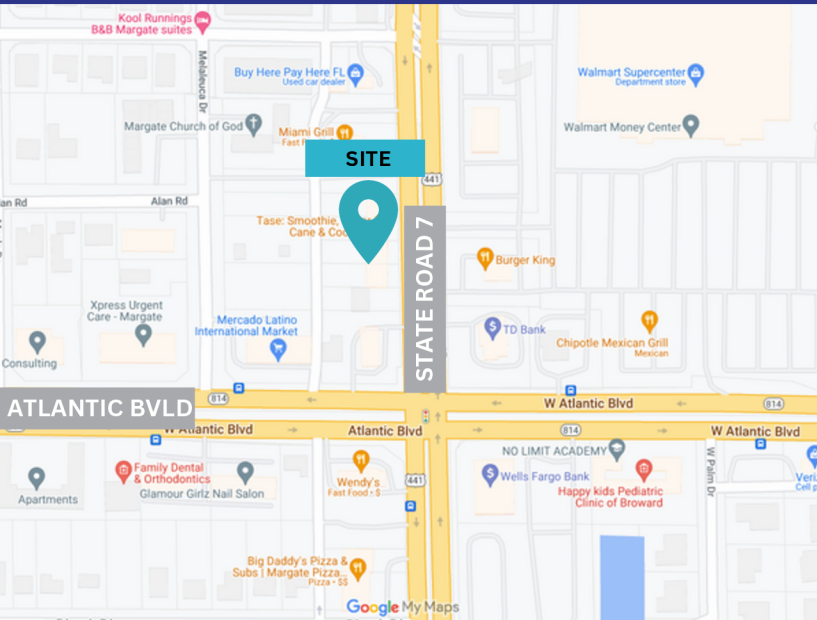 Kool Runnings
B&B Margate suites
Melaleuca Dr
Buy Here Pay Here FL
Used car dealer
Walmart Supercenter
Department store
Margate Church of God
Miami Grill
Fast
Walmart Money Center
SITE
441
Alan Rd
Tase: Smoothie,
Cane &
STATE ROAD 7
Burger King
Xpress Urgent
Care - Margate
Mercado Latino
International Market
TD Bank
Chipotle Mexican Grill
Mexican
Consulting
814
ATLANTIC BVLD
W Atlantic Blvd
814
W Atlantic Blvd
Atlantic Blvd
814
W Atlantic Blvd
NO LIMIT ACADEMY
W Palm Dr
Family Dental
& Orthodontics
Glamour Girlz Nail Salon
Apartments
Wendy's
Fast Food • $
441
Wells Fargo Bank
Happy kids Pediatric
Clinic of Broward
Big Daddy's Pizza &
Subs | Margate Pizza...
Pizza • $$
Google My Maps